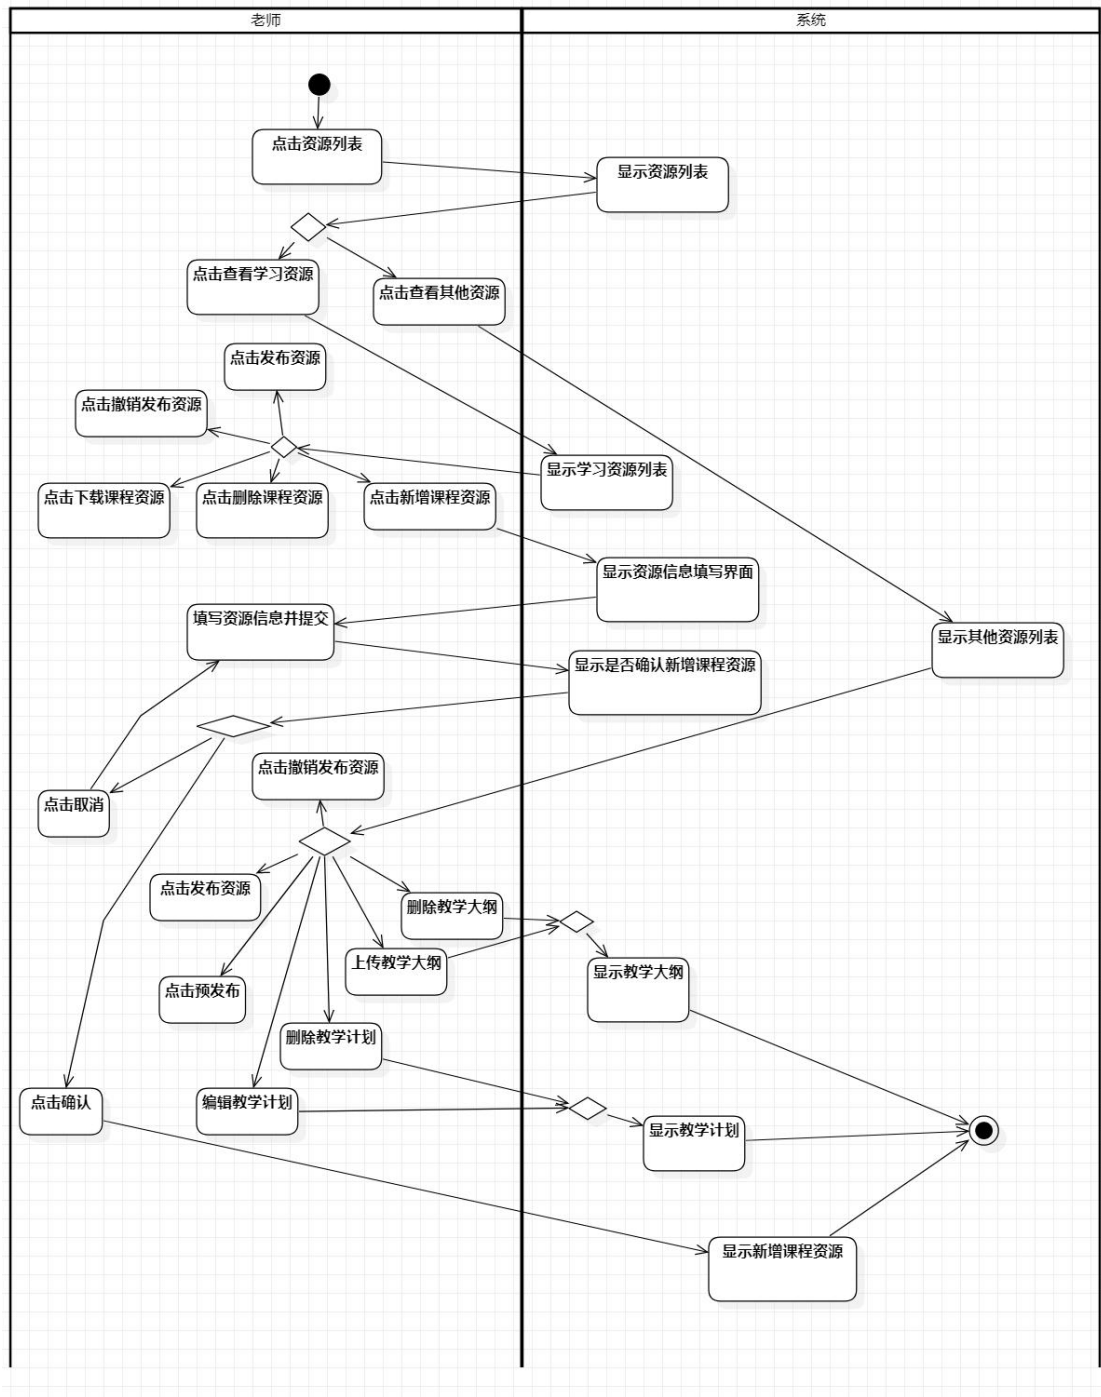 老师
系统
点击资源列表
显示资源列表
点击查看学习资源
点击查看其他资源
点击发布资源
点击撤销发布资源
显示学习资源列表
点击下载课程资源
点击删除课程资源
点击新增课程资源
显示资源信息填写界面
填写资源信息并提交
显示其他资源列表
显示是否确认新增课程资源
点击撤销发布资源
点击取消
点击发布资源
删除教学大纲
上传教学大纲
显示教学大纲
点击预发布
删除教学计划
点击确认
编辑教学计划
显示教学计划
显示新增课程资源